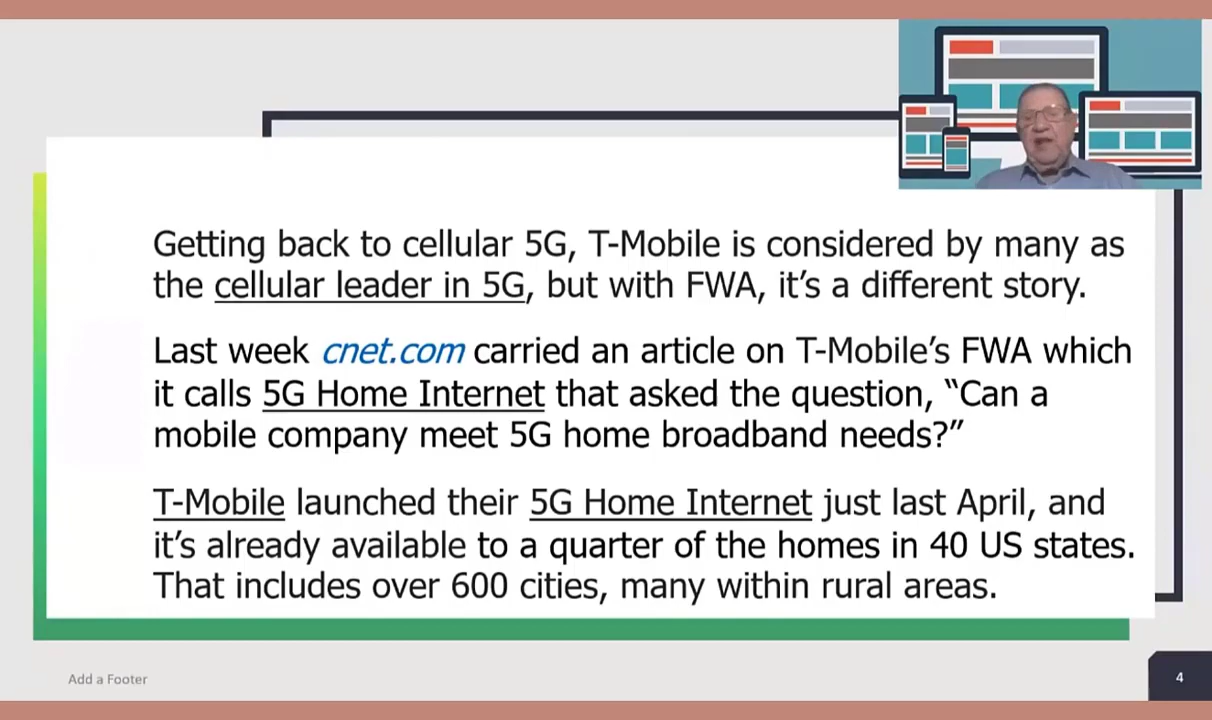 Getting back to cellular 5G, T-Mobile is considered by many as
the cellular leader in 5G, but with FWA, it's a different story.
Last week cnet.com carried an article on T-Mobile's FWA which
it calls 5G Home Internet that asked the question, “Can a
mobile company meet 5G home broadband needs?”
T-Mobile launched their 5G Home Internet just last April, and
it's already available to a quarter of the homes in 40 US states.
That includes over 600 cities, many within rural areas.
Add a Footer
4